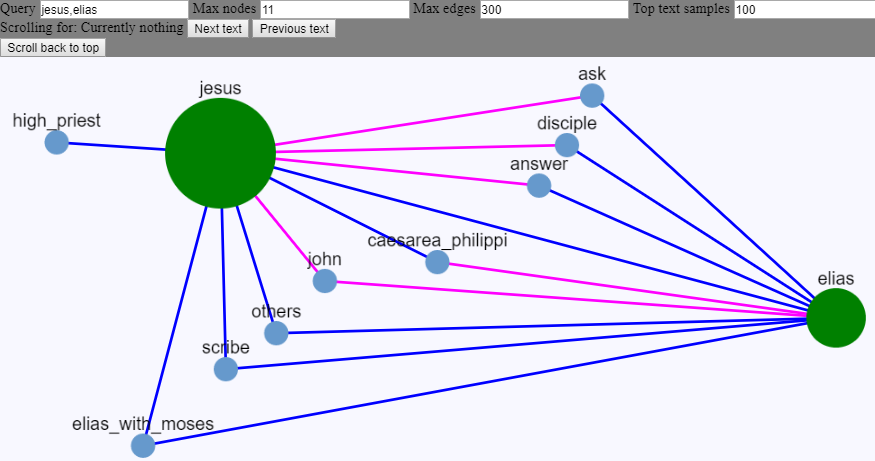 Query jesus,elias Max nodes 11 Max edges 300 Top text samples 100
Scrolling for: Currently nothing Next text Previous text
Scroll back to top
ask
jesus
high_priest
disciple
answer
caesarea_philippi
john
elias
others
scribe
elias_with_moses